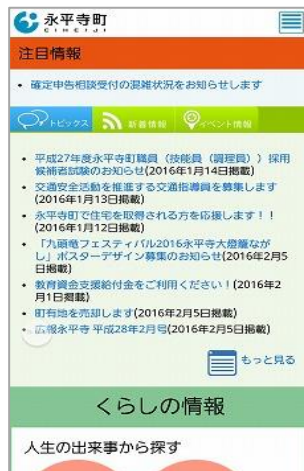 永平寺町
EIHEIJI
注目情報
・ 確定申告相談受付の混雑状況をお知らせします
トピックス 新着情報 イベント情報
・ 平成27年度永平寺町職員（技能員（調理員））採用
候補者試験のお知らせ(2016年1月14日掲載)
・ 交通安全活動を推進する交通指導員を募集します
(2016年1月13日掲載)
・ 永平寺町で住宅を取得される方を応援します！！
(2016年1月12日掲載)
・ 「九頭竜フェスティバル2016永平寺大燈籠なが
し」ポスターデザイン募集のお知らせ(2016年2月5
日掲載)
・ 教育資金支援給付金をご利用ください！(2016年2
月1日掲載)
・ 町有地を売却します(2016年2月5日掲載)
・ 広報永平寺 平成28年2月号(2016年2月5日掲載)
もっと見る
くらしの情報
人生の出来事から探す